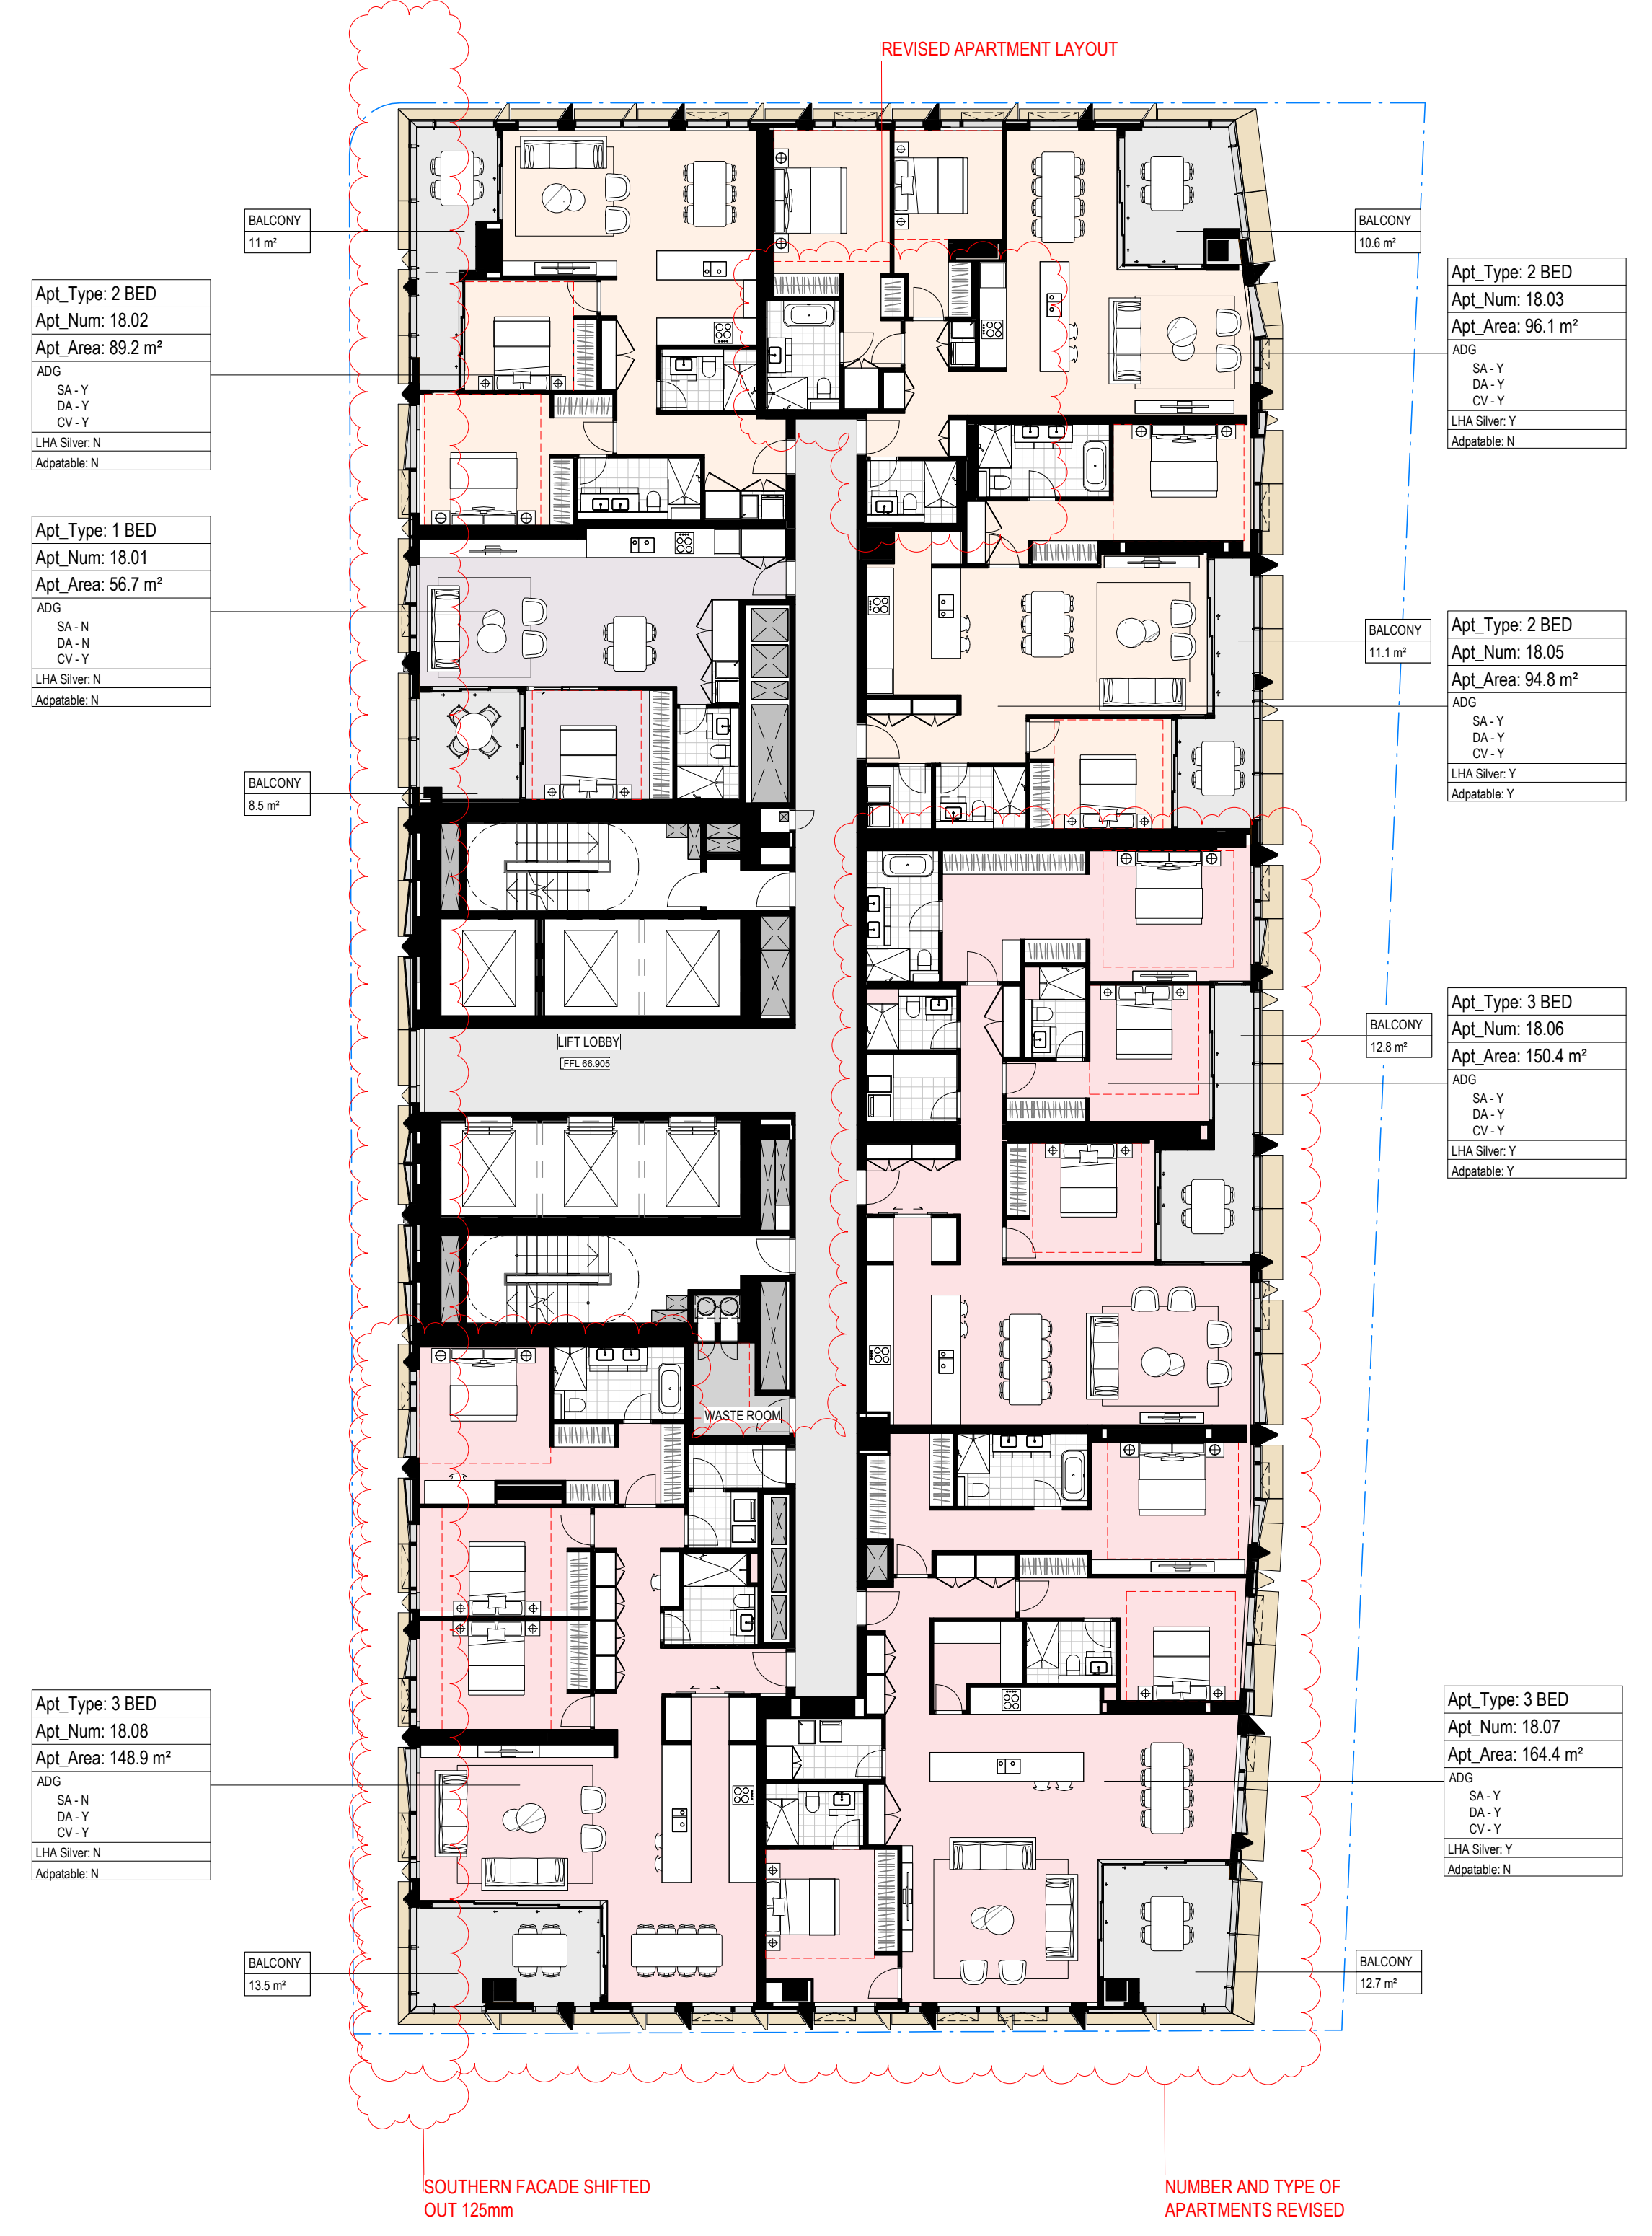 REVISED APARTMENT LAYOUT
BALCONY
11 m²
BALCONY
10.6 m²
Apt_Type: 2 BED
Apt_Num: 18.02
Apt_Area: 89.2 m²
ADG
SA - Y
DA - Y
CV - Y
LHA Silver: N
Adpatable: N
Apt_Type: 2 BED
Apt_Num: 18.03
Apt_Area: 96.1 m²
ADG
SA - Y
DA - Y
CV - Y
LHA Silver: Y
Adpatable: N
Apt_Type: 1 BED
Apt_Num: 18.01
Apt_Area: 56.7 m²
ADG
SA - N
DA - N
CV - Y
LHA Silver: N
Adpatable: N
BALCONY
11.1 m²
Apt_Type: 2 BED
Apt_Num: 18.05
Apt_Area: 94.8 m²
ADG
SA - Y
DA - Y
CV - Y
LHA Silver: Y
Adpatable: Y
BALCONY
8.5 m²
LIFT LOBBY
FFL 66.905
BALCONY
12.8 m²
Apt_Type: 3 BED
Apt_Num: 18.06
Apt_Area: 150.4 m²
ADG
SA - Y
DA - Y
CV - Y
LHA Silver: Y
Adpatable: Y
WASTE ROOM
Apt_Type: 3 BED
Apt_Num: 18.08
Apt_Area: 148.9 m²
ADG
SA - N
DA - Y
CV - Y
LHA Silver: N
Adpatable: N
Apt_Type: 3 BED
Apt_Num: 18.07
Apt_Area: 164.4 m²
ADG
SA - Y
DA - Y
CV - Y
LHA Silver: Y
Adpatable: N
BALCONY
13.5 m²
BALCONY
12.7 m²
SOUTHERN FACADE SHIFTED
OUT 125mm
NUMBER AND TYPE OF
APARTMENTS REVISED